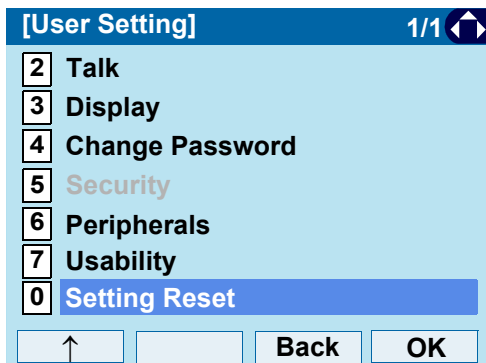 [User Setting] 1/1
2 Talk
3 Display
4 Change Password
5 Security
6 Peripherals
7 Usability
0 Setting Reset
↑ Back OK